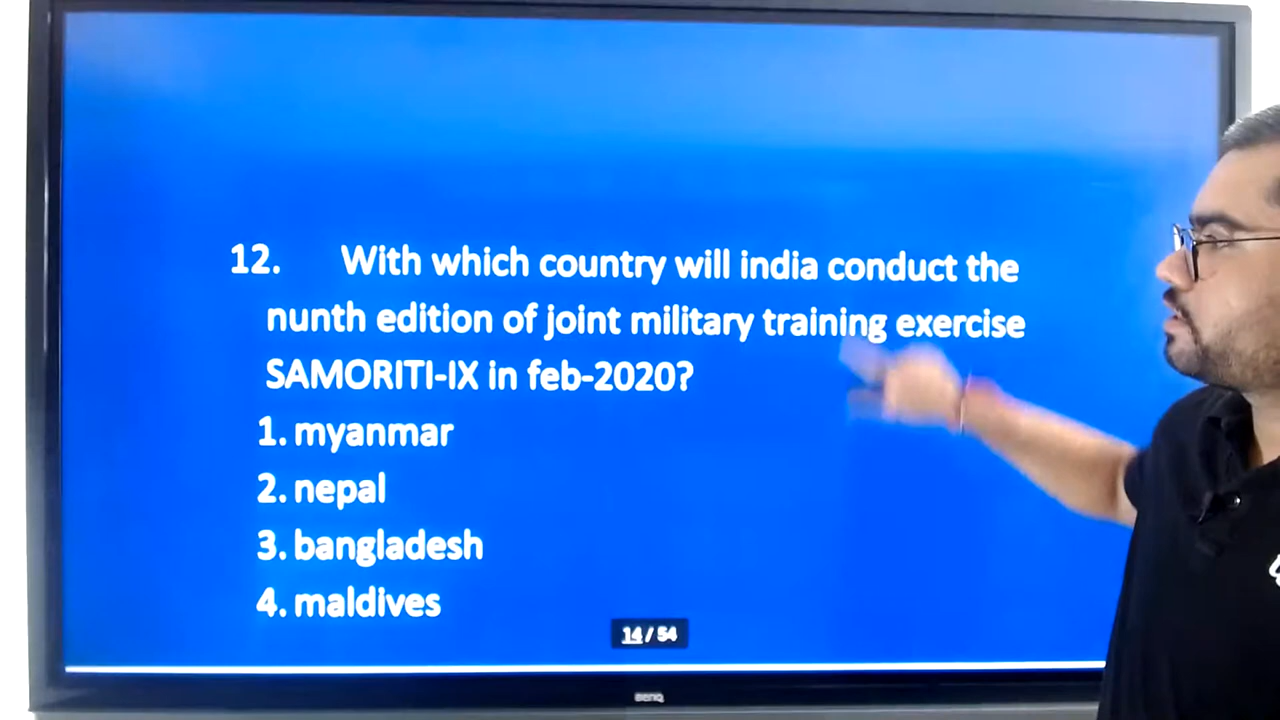 12. With which country will india conduct the
nunth edition of joint military training exercise
SAMORITI-IX in feb-2020?
1. myanmar
2. nepal
3. bangladesh
4. maldives
14 / 54
BenQ